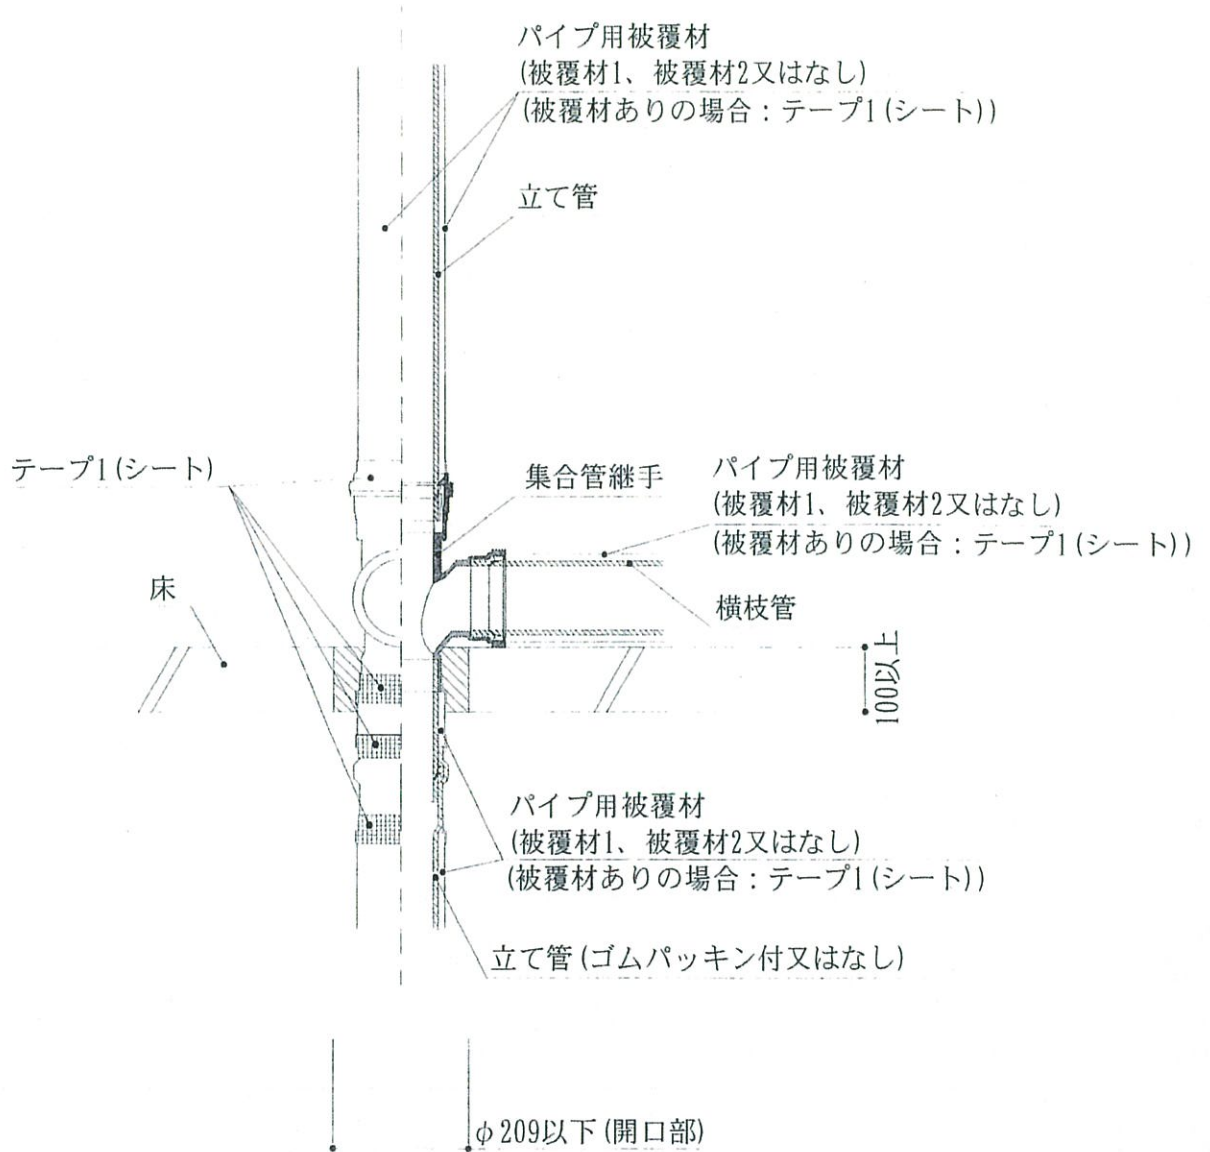 パイプ用被覆材
(被覆材1、被覆材2又はなし)
(被覆材ありの場合：テープ1(シート))
立て管
テープ1(シート)
集合管継手
パイプ用被覆材
(被覆材1、被覆材2又はなし)
(被覆材ありの場合：テープ1(シート))
床
横枝管
100以上
パイプ用被覆材
(被覆材1、被覆材2又はなし)
(被覆材ありの場合：テープ1(シート))
立て管(ゴムパッキン付又はなし)
φ209以下(開口部)